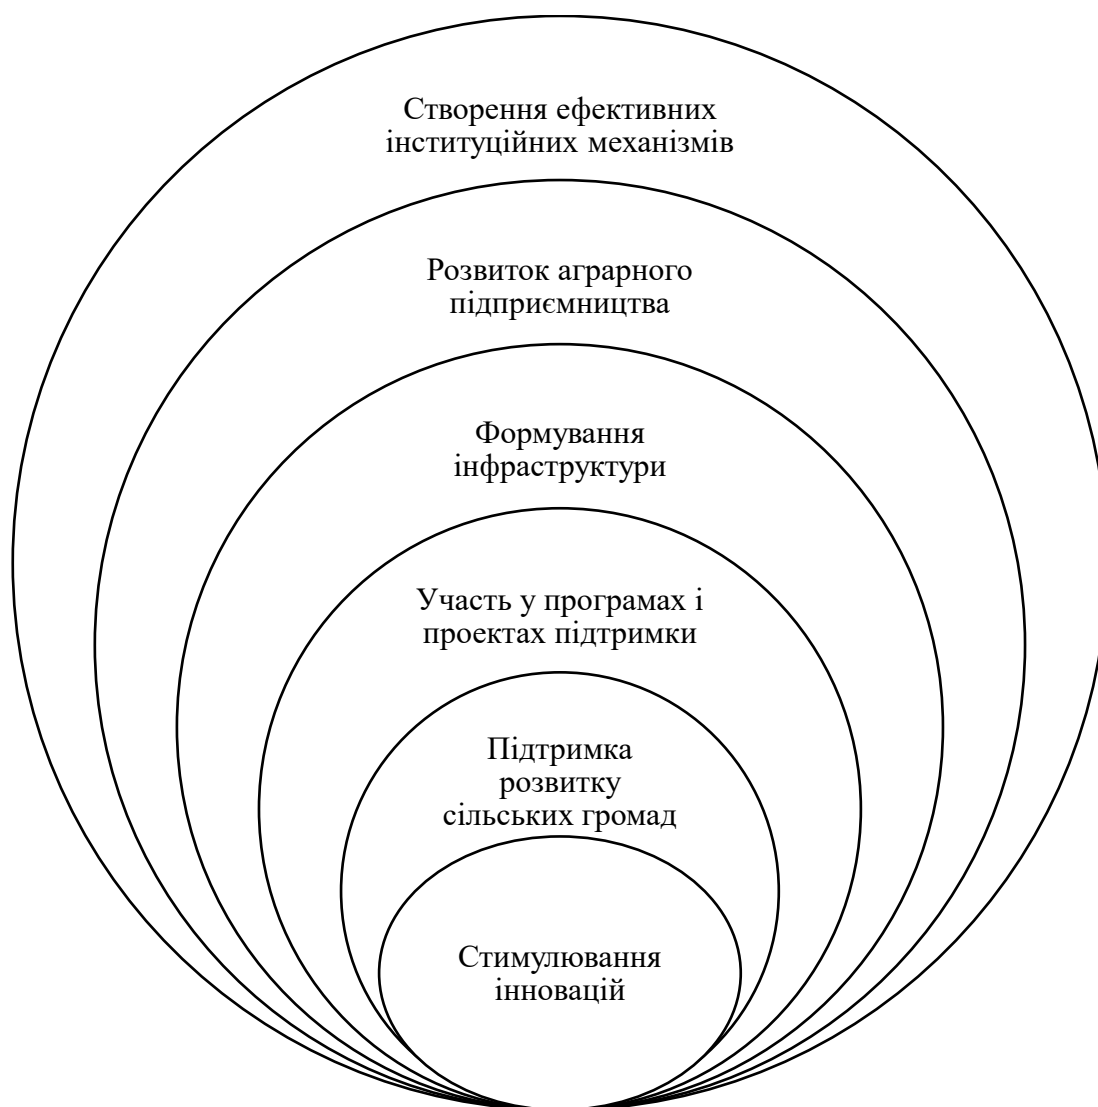 Створення ефективних
інституційних механізмів
Розвиток аграрного
підприємництва
Формування
інфраструктури
Участь у програмах і
проектах підтримки
Підтримка
розвитку
сільських громад
Стимулювання
інновацій